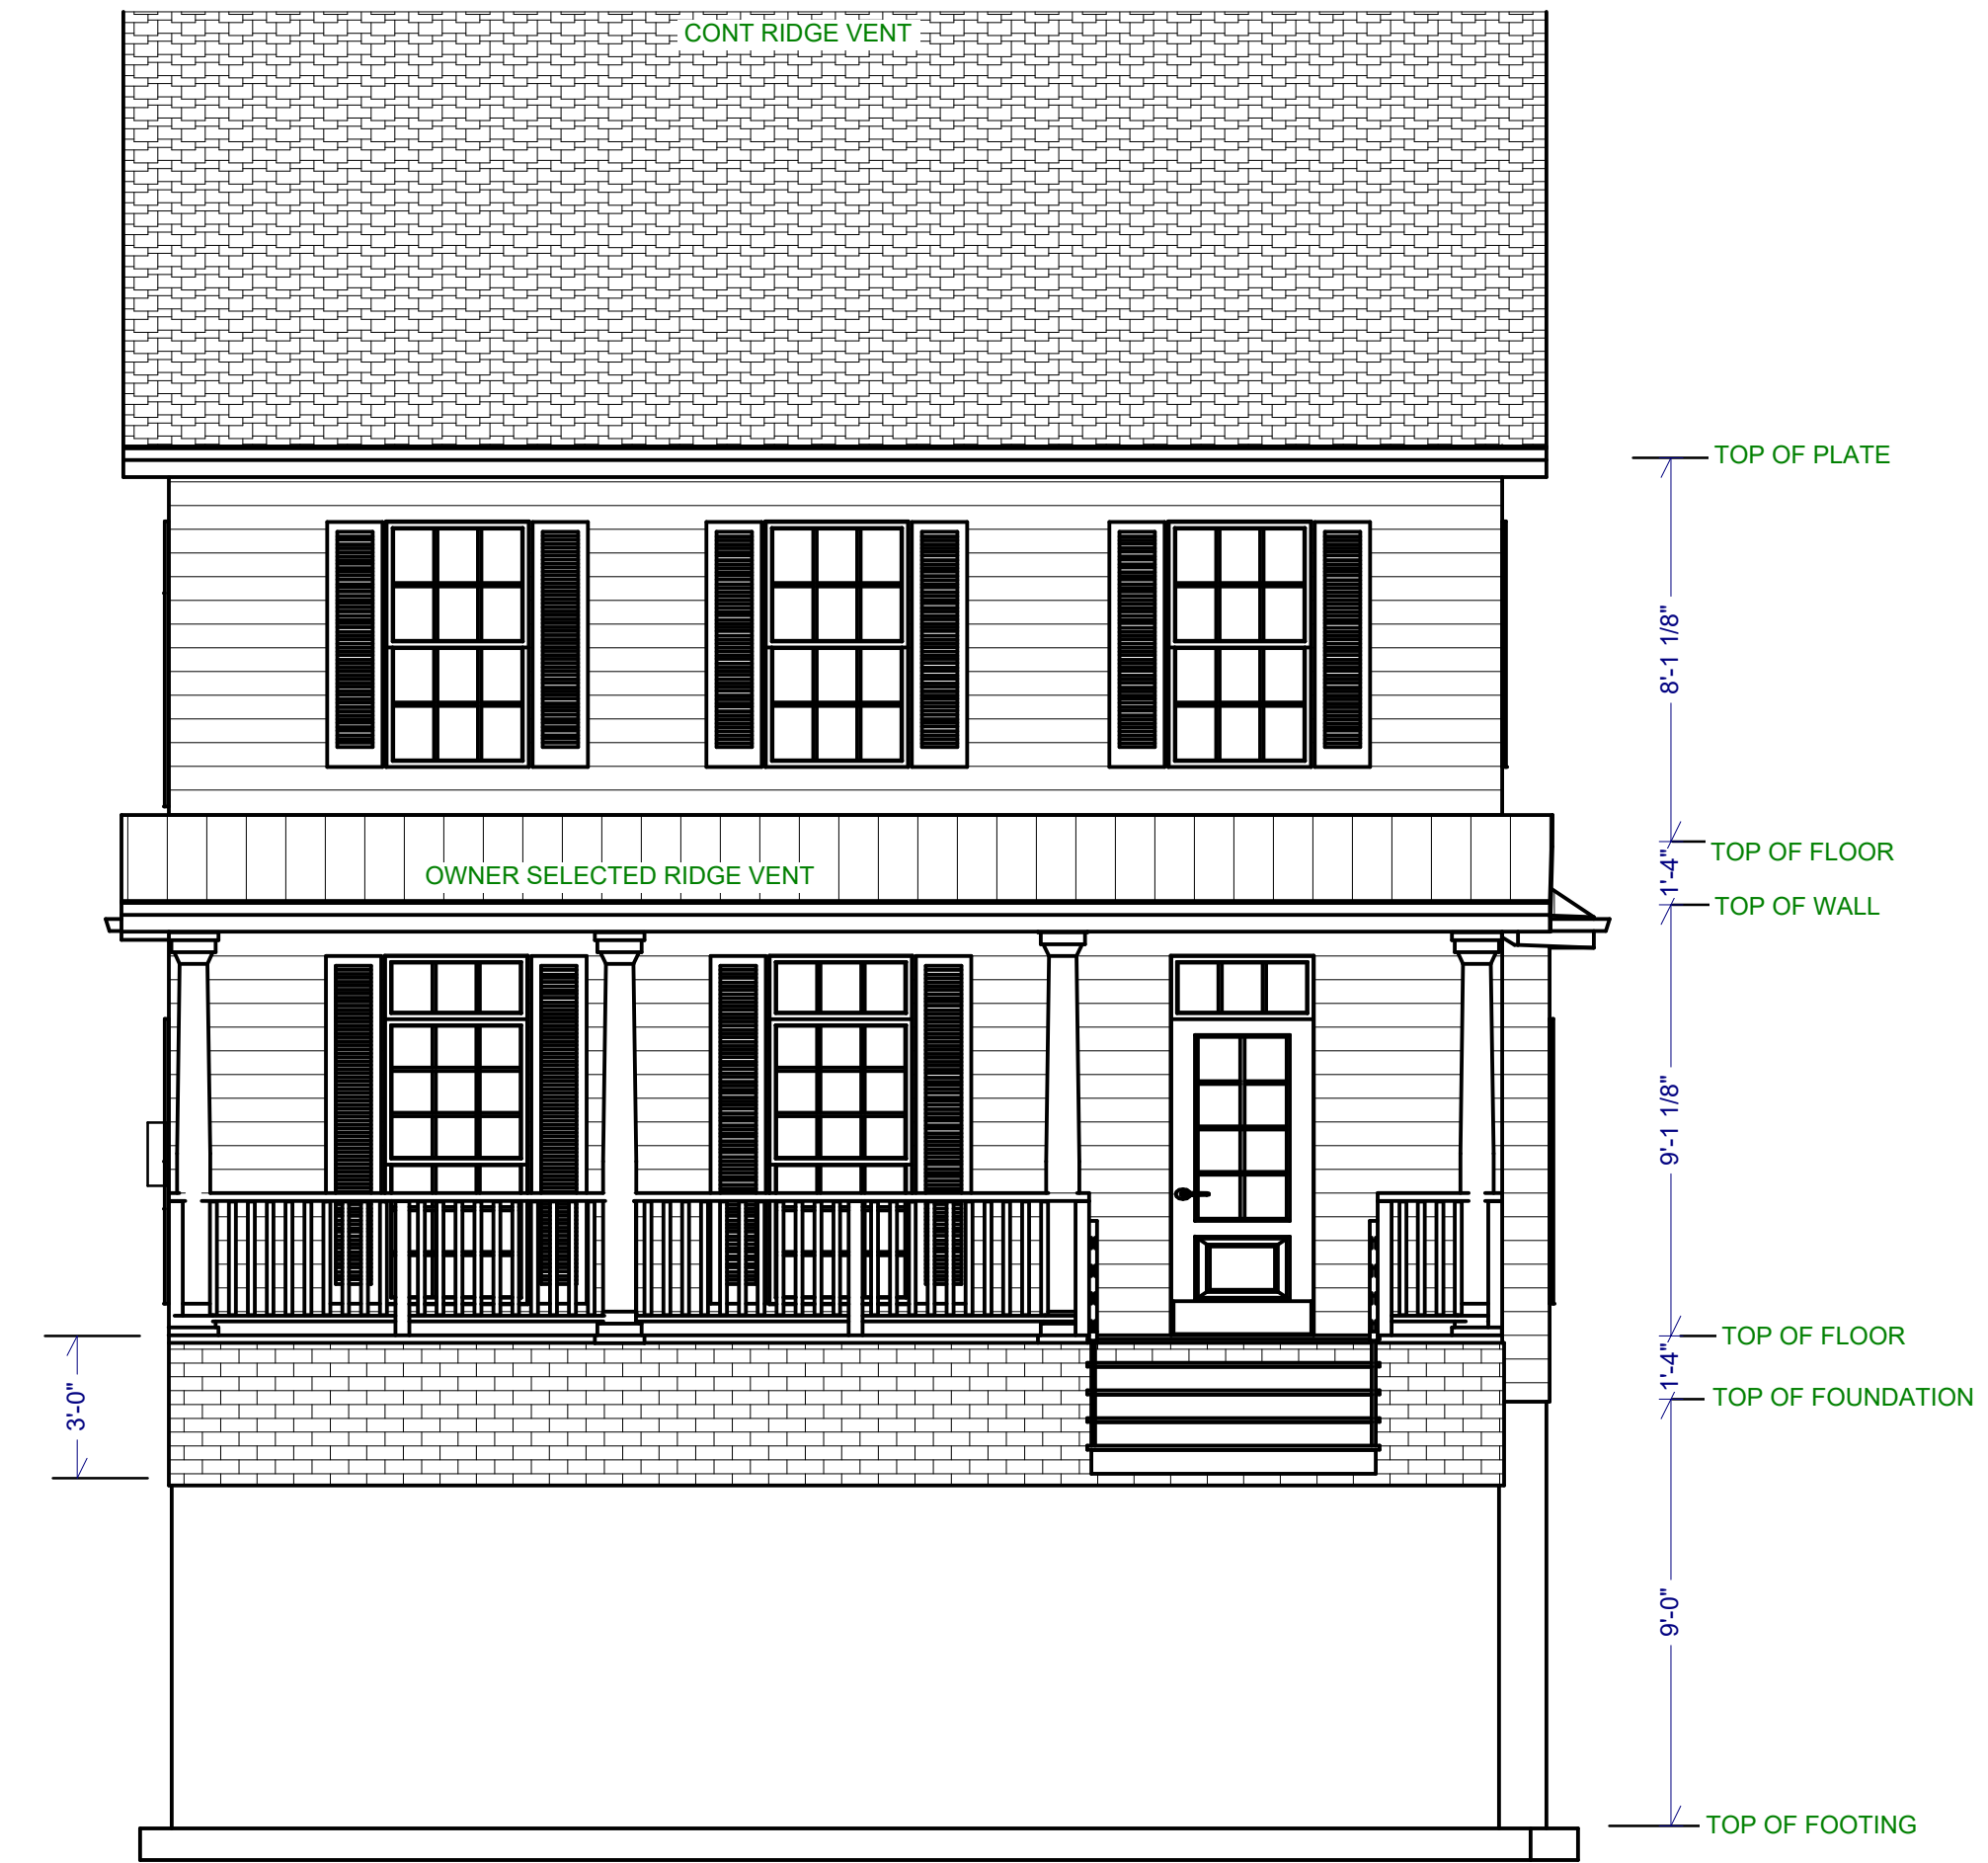 CONT RIDGE VENT
TOP OF PLATE
8'-1 1/8"
TOP OF FLOOR
1'-4"
OWNER SELECTED RIDGE VENT
TOP OF WALL
9'-1 1/8"
TOP OF FLOOR
1'-4"
3'-0"
TOP OF FOUNDATION
9'-0"
TOP OF FOOTING